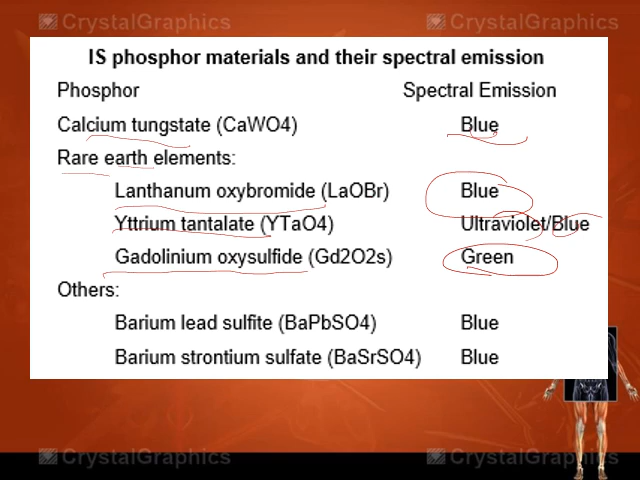 CrystalGraphics CrystalGraphics
IS phosphor materials and their spectral emission
Phosphor Spectral Emission
Calcium tungstate (CaWO4) Blue
Rare earth elements:
Lanthanum oxybromide (LaOBr) Blue
Yttrium tantalate (YTaO4) Ultraviolet/Blue
Gadolinium oxysulfide (Gd2O2s) Green
Others:
Barium lead sulfite (BaPbSO4) Blue
Barium strontium sulfate (BaSrSO4) Blue
CrystalGraphics CrystalGraphics